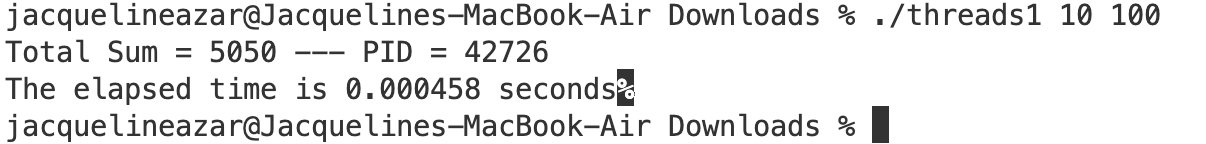 jacquelineazar@Jacquelines-MacBook-Air Downloads % ./threads1 10 100
Total Sum = 5050 --- PID = 42726
The elapsed time is 0.000458 seconds%
jacquelineazar@Jacquelines-MacBook-Air Downloads %